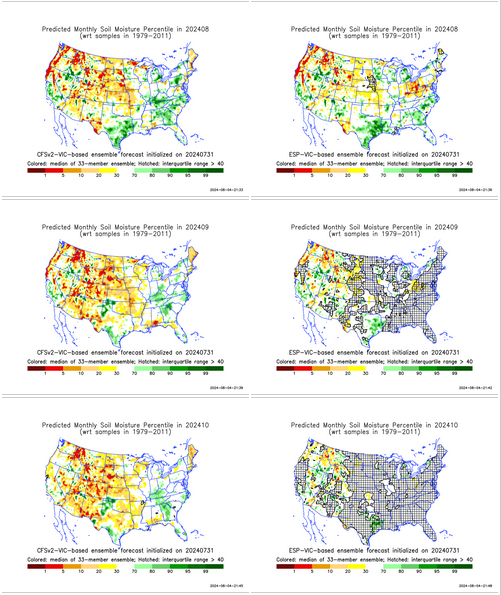 Predicted Monthly Soil Moisture Percentile in 202408
(wrt samples in 1979-2011)
CFSv2-VIC-based ensemble forecast initialized on 20240731
Colored: median of 33-member ensemble; Hatched: interquartile range > 40
1 5 10 20 30 70 80 90 95 99
2024-08-04-21:33
Predicted Monthly Soil Moisture Percentile in 202408
(wrt samples in 1979-2011)
ESP-VIC-based ensemble forecast initialized on 20240731
Colored: median of 33-member ensemble; Hatched: interquartile range > 40
1 5 10 20 30 70 80 90 95 99
Predicted Monthly Soil Moisture Percentile in 202409
(wrt samples in 1979-2011)
CFSv2-VIC-based ensemble forecast initialized on 20240731
Colored: median of 33-member ensemble; Hatched: interquartile range > 40
1 5 10 20 30 70 80 90 95 99
Predicted Monthly Soil Moisture Percentile in 202409
(wrt samples in 1979-2011)
ESP-VIC-based ensemble forecast initialized on 20240731
Colored: median of 33-member ensemble; Hatched: interquartile range > 40
1 5 10 20 30 70 80 90 95 99
2024-08-04-21:42
Predicted Monthly Soil Moisture Percentile in 202410
(wrt samples in 1979-2011)
CFSv2-VIC-based ensemble forecast initialized on 20240731
Colored: median of 33-member ensemble; Hatched: interquartile range > 40
1 5 10 20 30 70 80 90 95 99
Predicted Monthly Soil Moisture Percentile in 202410
(wrt samples in 1979-2011)
ESP-VIC-based ensemble forecast initialized on 20240731
Colored: median of 33-member ensemble; Hatched: interquartile range > 40
1 5 10 20 30 70 80 90 95 99